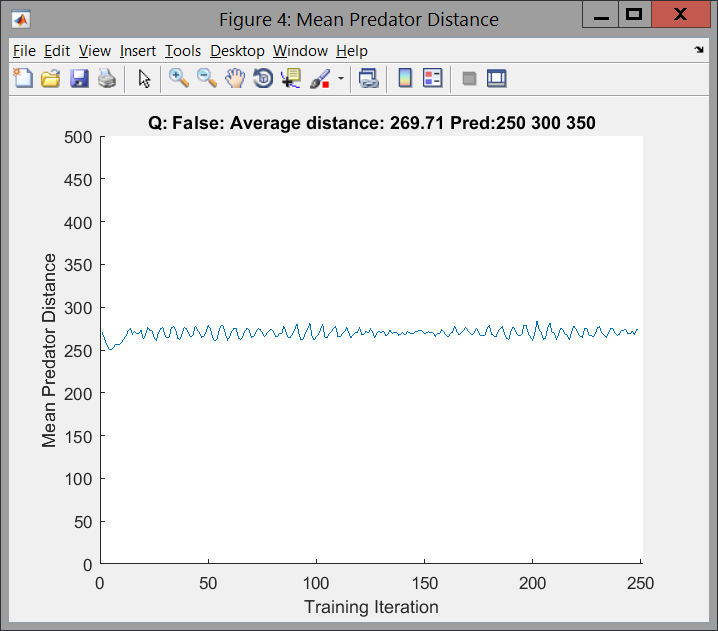 Figure 4: Mean Predator Distance
X
File Edit View Insert Tools Desktop Window Help
Q: False: Average distance: 269.71 Pred:250 300 350
500
450
400
350
300
250
200
150
100
50
0
Mean Predator Distance
0 50 100 150 200 250
Training Iteration